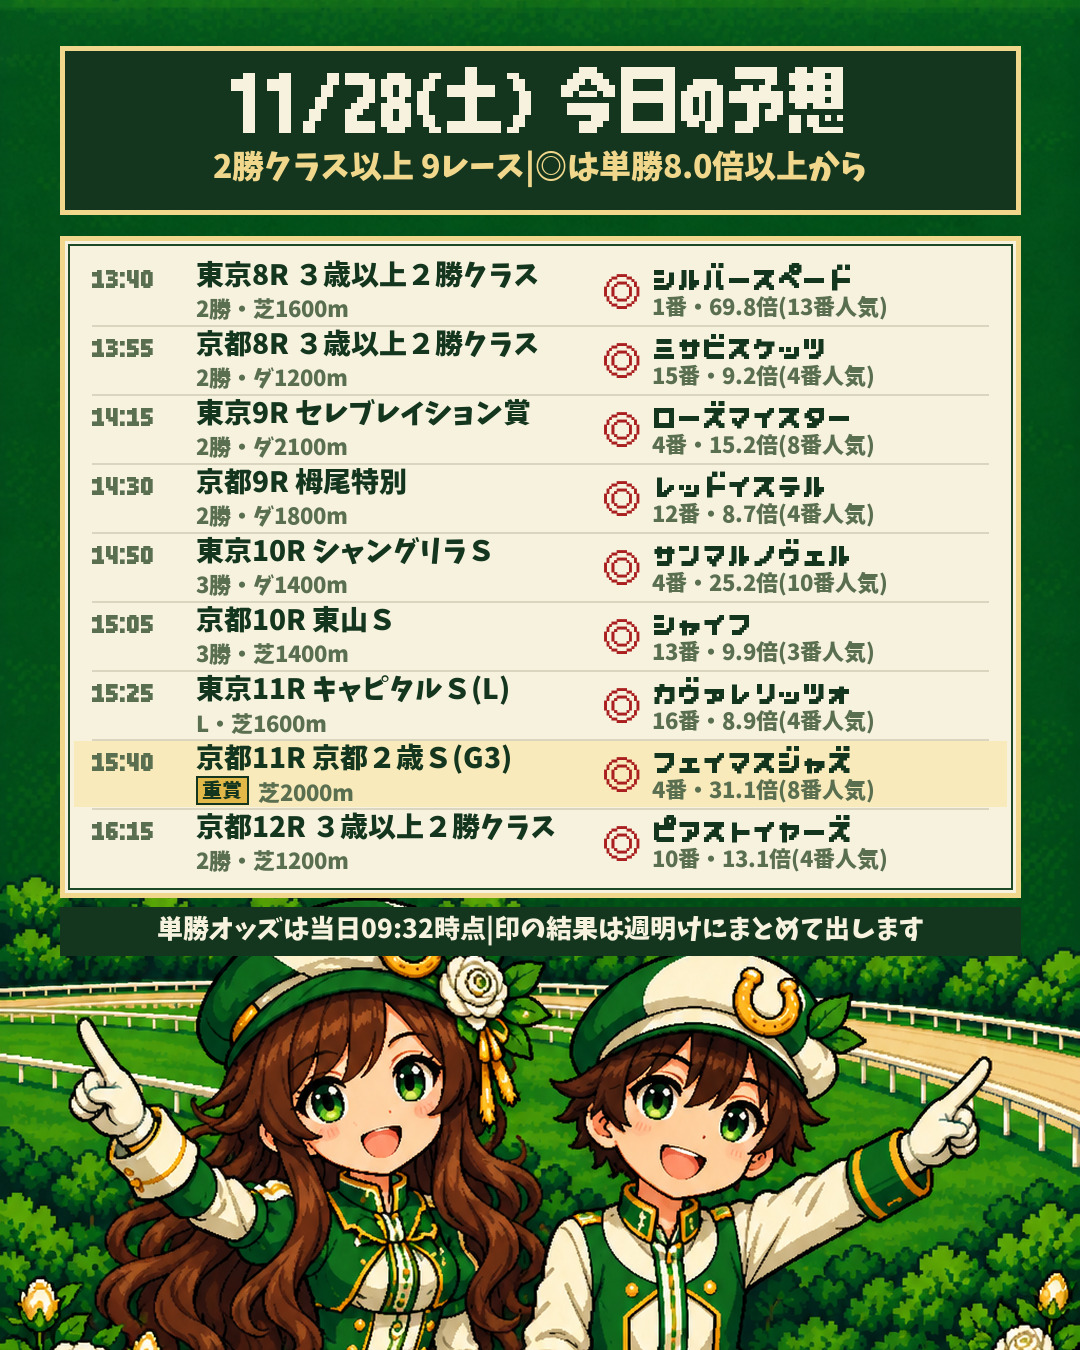 11/28(土) 今日の予想
2勝クラス以上 9レース|◎は単勝8.0倍以上から
13:40 東京8R ３歳以上２勝クラス ◎ シルバースペード
2勝・芝1600m 1番・69.8倍(13番人気)
13:55 京都8R ３歳以上２勝クラス ◎ ミサビスケッツ
2勝・ダ1200m 15番・9.2倍(4番人気)
14:15 東京9R セレブレイション賞 ◎ ローズマイスター
2勝・ダ2100m 4番・15.2倍(8番人気)
14:30 京都9R 栂尾特別 ◎ レッドイステル
2勝・ダ1800m 12番・8.7倍(4番人気)
14:50 東京10R シャングリラＳ ◎ サンマルノヴェル
3勝・ダ1400m 4番・25.2倍(10番人気)
15:05 京都10R 東山Ｓ ◎ シャイフ
3勝・芝1400m 13番・9.9倍(3番人気)
15:25 東京11R キャピタルＳ(L) ◎ カヴァレリッツォ
L・芝1600m 16番・8.9倍(4番人気)
15:40 京都11R 京都２歳Ｓ(G3) ◎ フェイマスジャズ
重賞 芝2000m 4番・31.1倍(8番人気)
16:15 京都12R ３歳以上２勝クラス ◎ ピアストイヤーズ
2勝・芝1200m 10番・13.1倍(4番人気)
単勝オッズは当日09:32時点|印の結果は週明けにまとめて出します